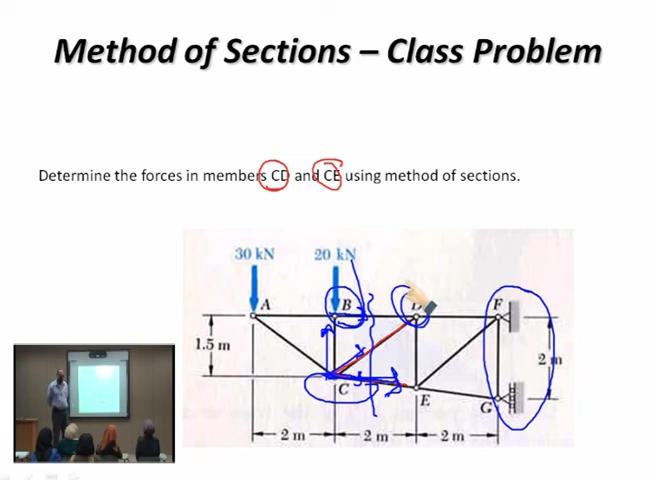 Method of Sections – Class Problem
Determine the forces in members CD and CE using method of sections.
30 kN
20 kN
A
B
F
1.5 m
2 m
C
E
G
2 m
2 m
2 m